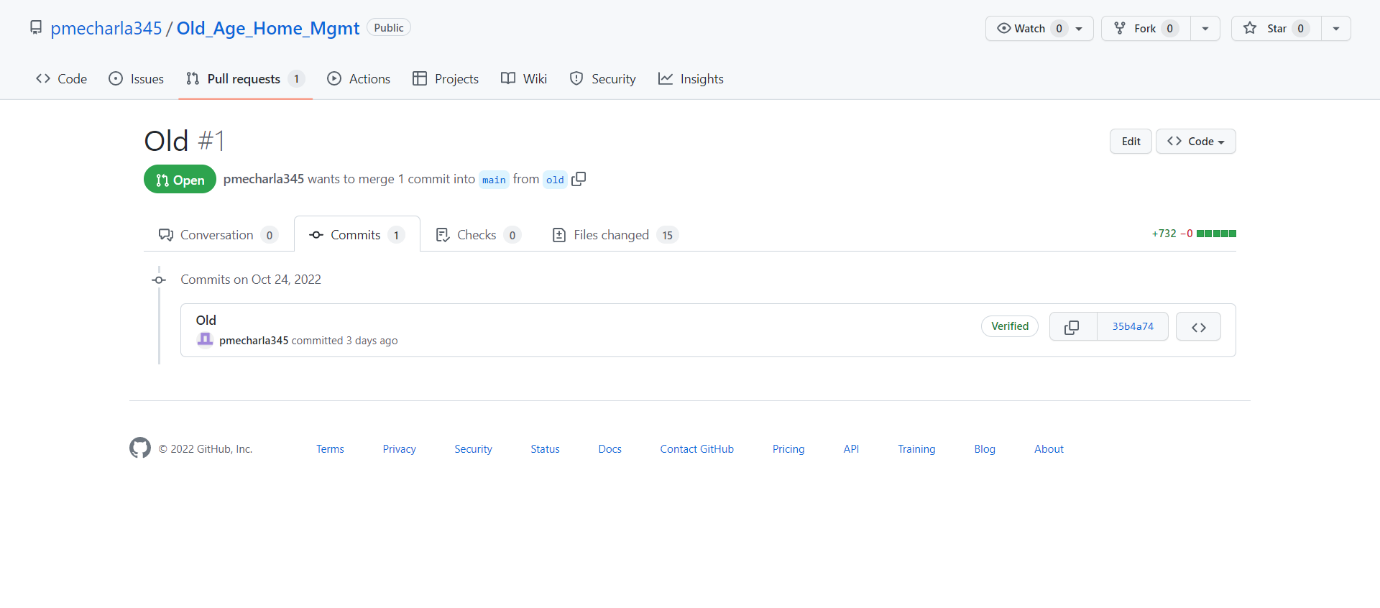 pmecharla345 / Old_Age_Home_Mgmt Public Watch 0 Fork 0 Star 0
Code Issues Pull requests 1 Actions Projects Wiki Security Insights
Old #1 Edit Code
Open pmecharla345 wants to merge 1 commit into main from old
Conversation 0 Commits 1 Checks 0 Files changed 15 +732 −0
Commits on Oct 24, 2022
Old
pmecharla345 committed 3 days ago Verified 35b4a74
© 2022 GitHub, Inc. Terms Privacy Security Status Docs Contact GitHub Pricing API Training Blog About